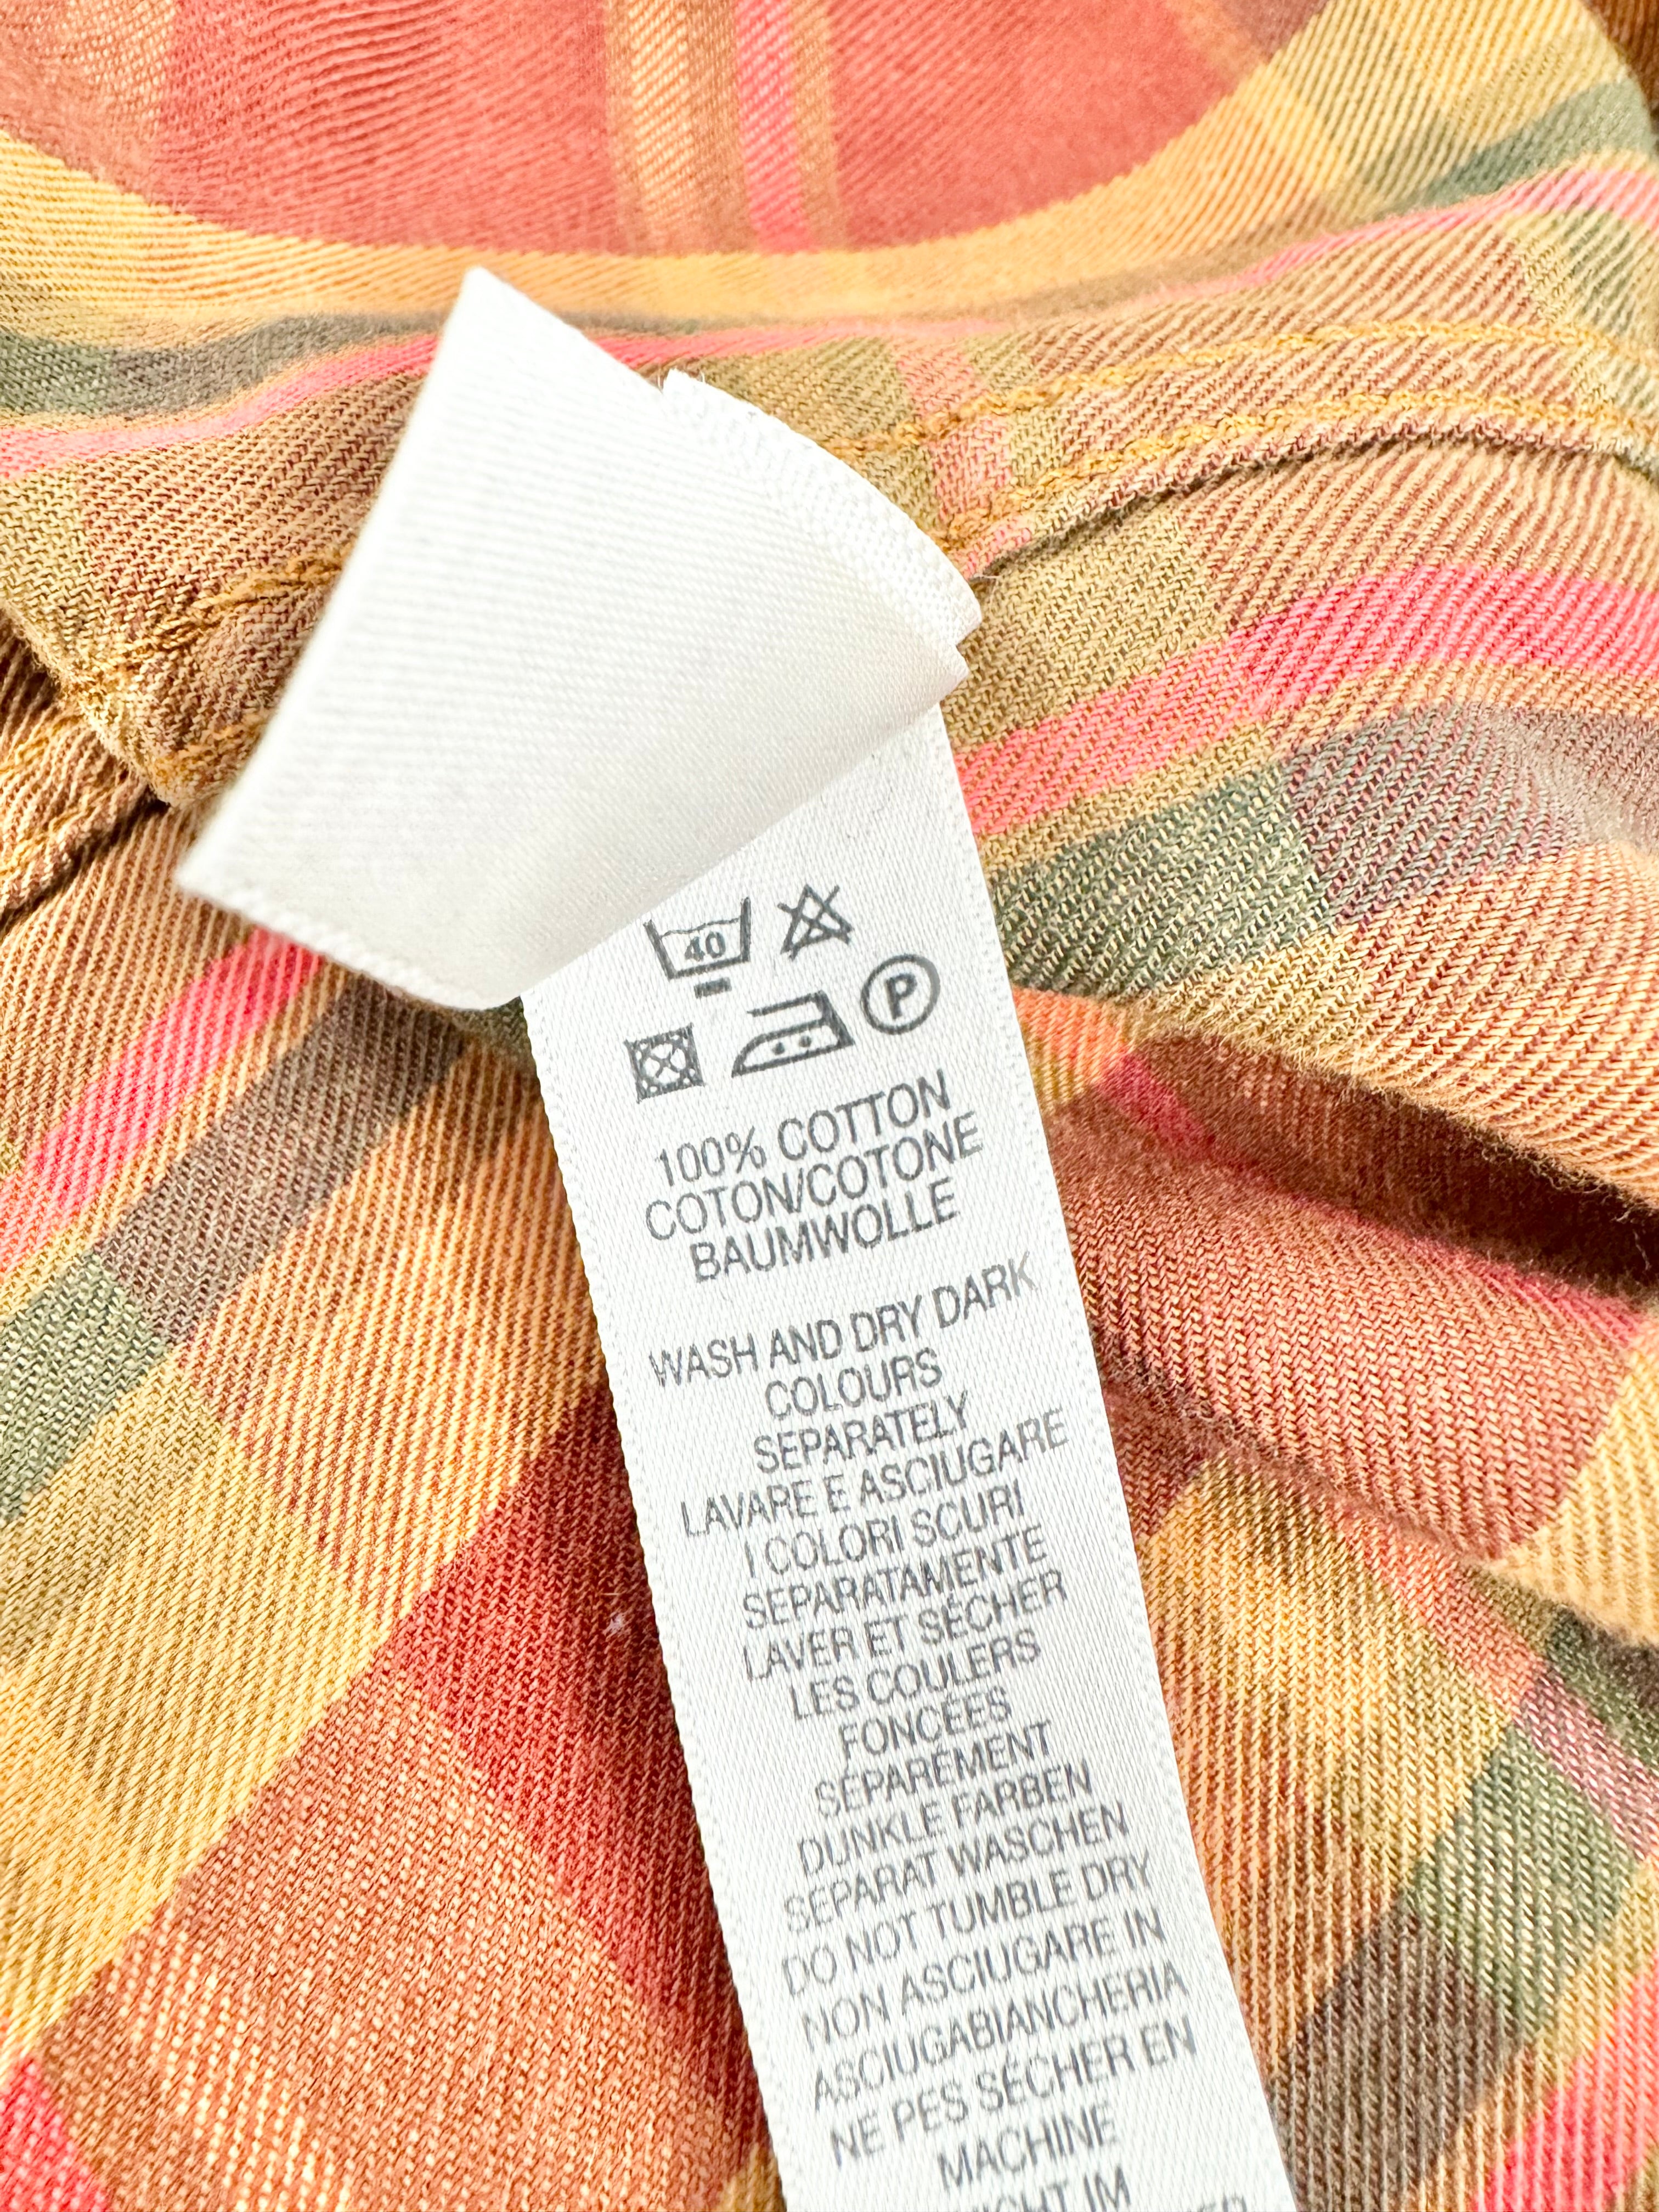 40
P
100% COTTON
COTON/COTONE
BAUMWOLLE
WASH AND DRY DARK
COLOURS
SEPARATELY
LAVARE E ASCIUGARE
I COLORI SCURI
SEPARATAMENTE
LAVER ET SÉCHER
LES COULERS
FONCÉES
SÉPARÉMENT
DUNKLE FARBEN
SEPARAT WASCHEN
DO NOT TUMBLE DRY
NON ASCIUGARE IN
ASCIUGABIANCHERIA
NE PES SÉCHER EN
MACHINE
IM